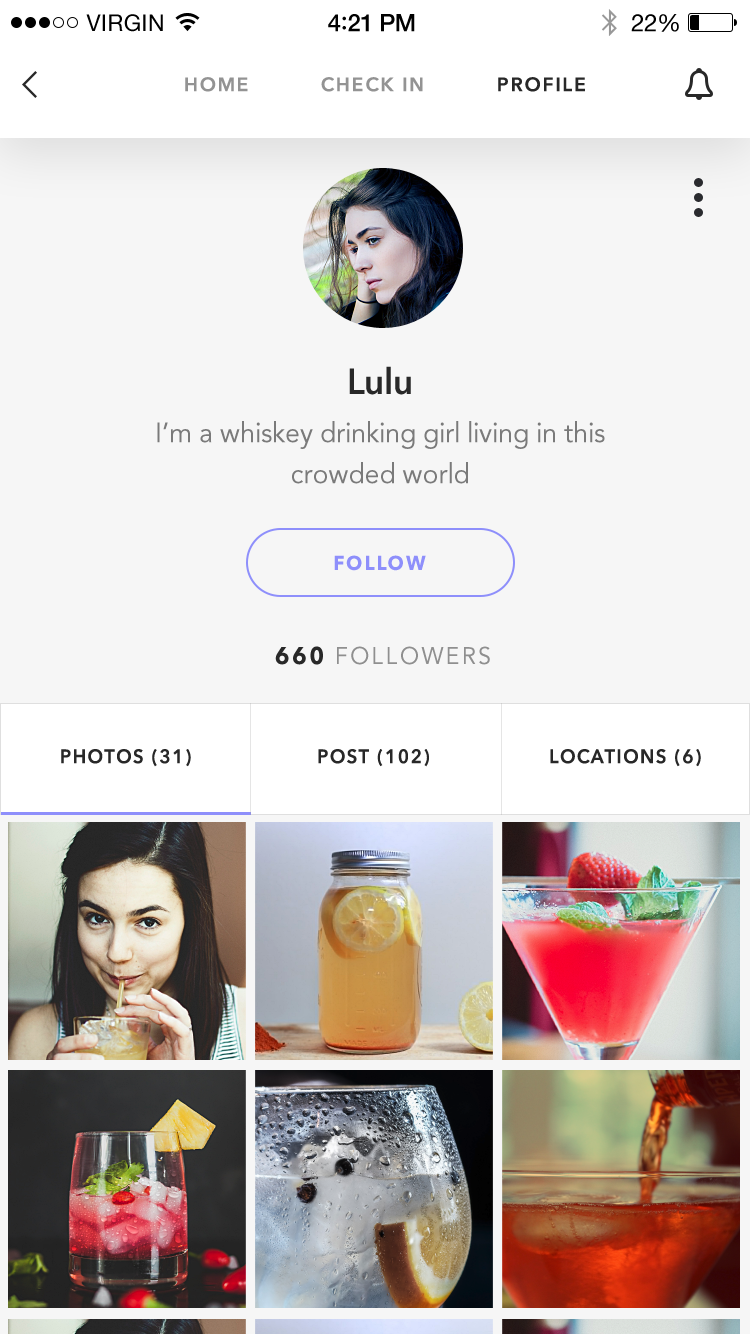 VIRGIN 4:21 PM 22%
HOME CHECK IN PROFILE
Lulu
I'm a whiskey drinking girl living in this
crowded world
FOLLOW
660 FOLLOWERS
PHOTOS (31) POST (102) LOCATIONS (6)